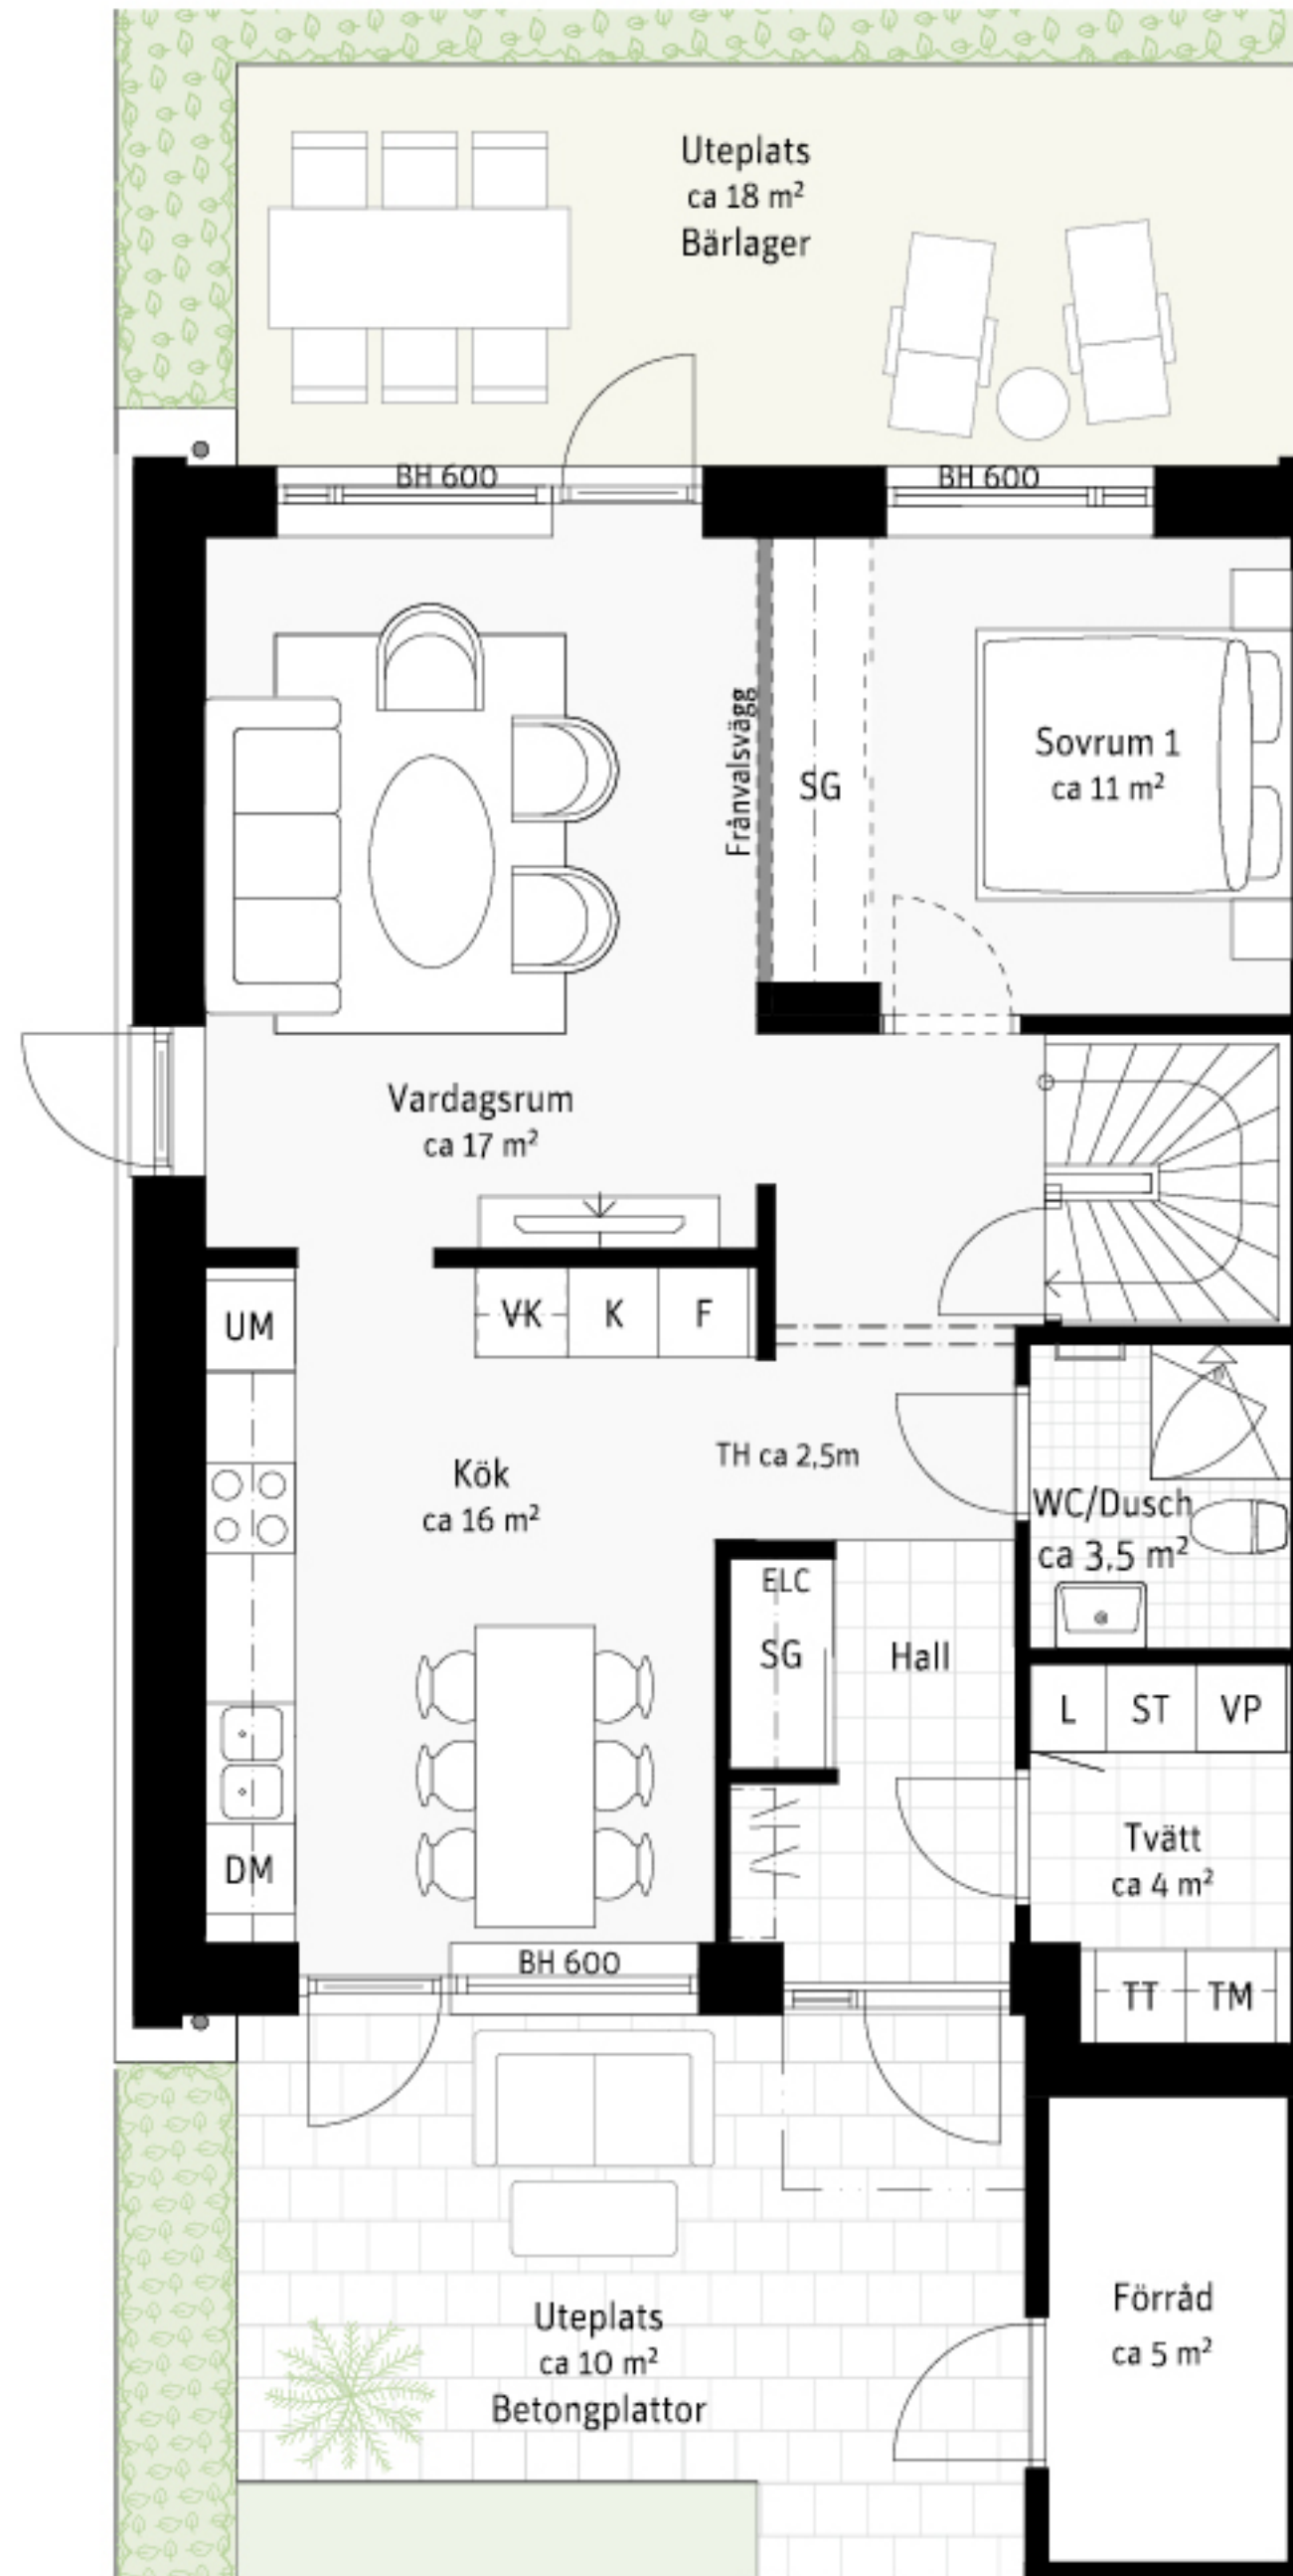 Uteplats
ca 18 m²
Bärlager
BH 600
BH 600
Frånvalsvägg
SG
Sovrum 1
ca 11 m²
Vardagsrum
ca 17 m²
UM
VK
K
F
Kök
ca 16 m²
TH ca 2,5m
WC/Dusch
ca 3,5 m²
ELC
SG
Hall
L
ST
VP
Tvätt
ca 4 m²
DM
BH 600
TT
TM
Förråd
ca 5 m²
Uteplats
ca 10 m²
Betongplattor